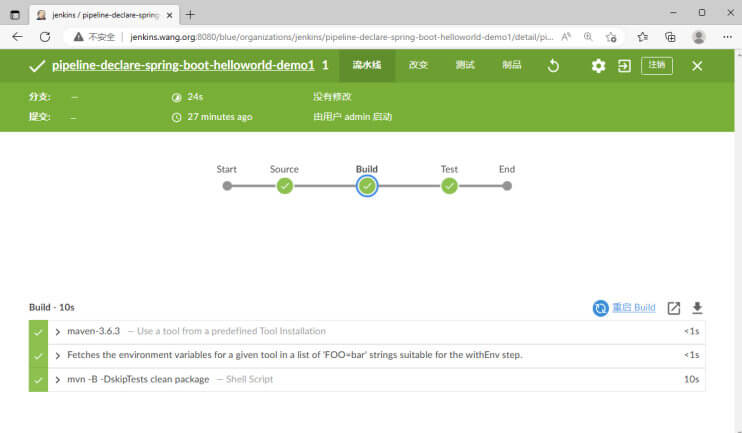 jenkins / pipeline-declare-spring-
不安全 | jenkins.wang.org:8080/blue/organizations/jenkins/pipeline-declare-spring-boot-helloworld-demo1/detail/pi...
pipeline-declare-spring-boot-helloworld-demo1 1 流水线 改变 测试 制品 注销
分支: — 24s 没有修改
提交: — 27 minutes ago 由用户 admin 启动
Start Source Build Test End
Build - 10s 重启 Build
maven-3.6.3 — Use a tool from a predefined Tool Installation <1s
Fetches the environment variables for a given tool in a list of 'FOO=bar' strings suitable for the withEnv step. <1s
mvn -B -DskipTests clean package — Shell Script 10s